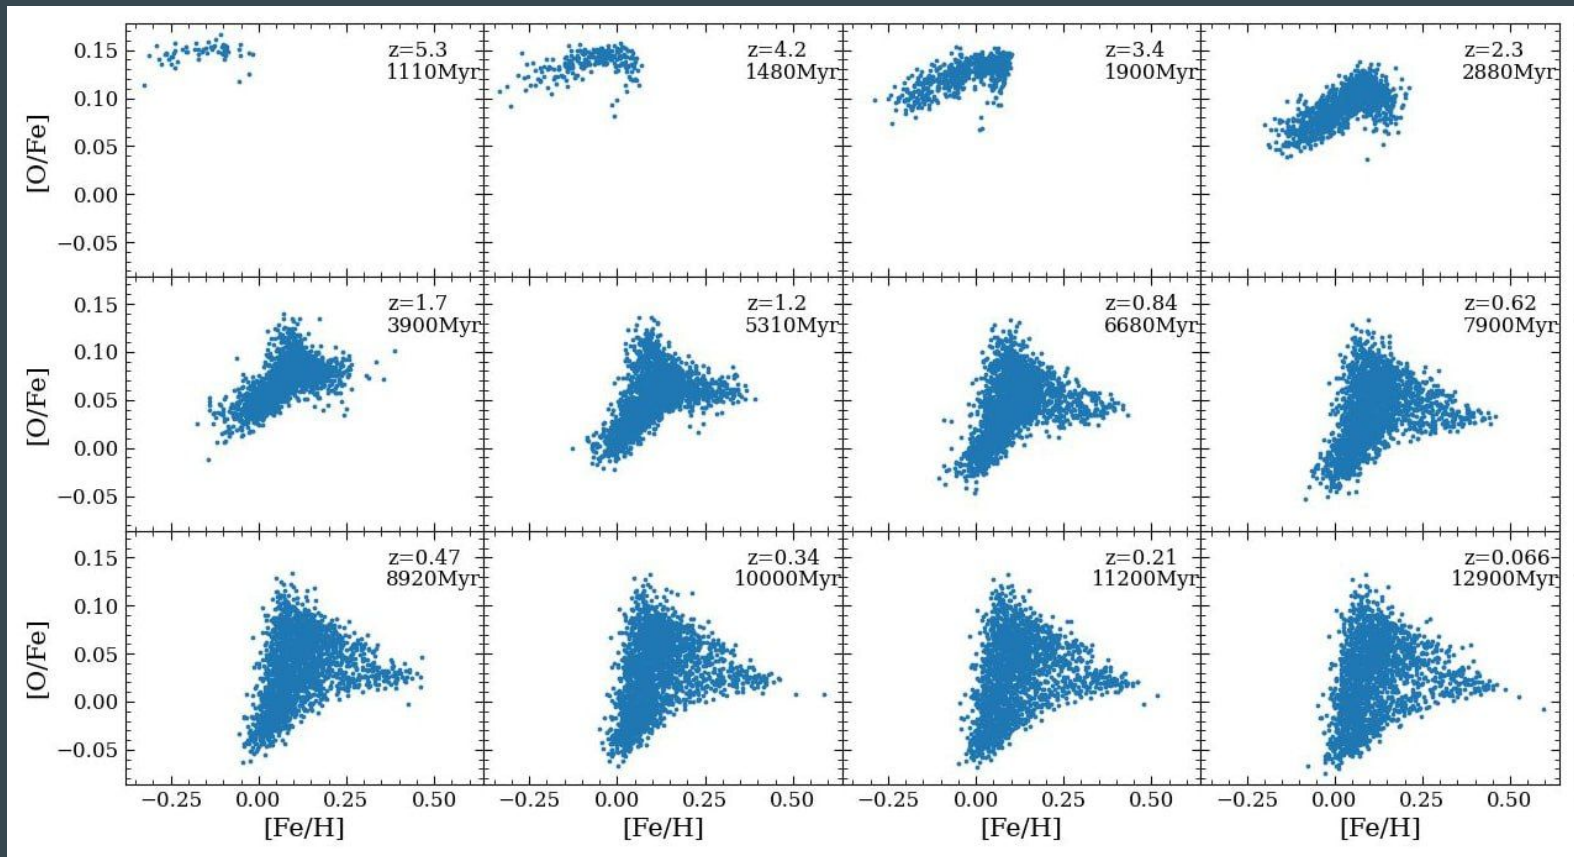 0.15
0.10
0.05
0.00
−0.05
[O/Fe]
z=5.3
1110Myr
z=4.2
1480Myr
z=3.4
1900Myr
z=2.3
2880Myr
0.15
0.10
0.05
0.00
−0.05
[O/Fe]
z=1.7
3900Myr
z=1.2
5310Myr
z=0.84
6680Myr
z=0.62
7900Myr
0.15
0.10
0.05
0.00
−0.05
[O/Fe]
z=0.47
8920Myr
z=0.34
10000Myr
z=0.21
11200Myr
z=0.066
12900Myr
−0.25 0.00 0.25 0.50
−0.25 0.00 0.25 0.50
−0.25 0.00 0.25 0.50
−0.25 0.00 0.25 0.50
[Fe/H]
[Fe/H]
[Fe/H]
[Fe/H]